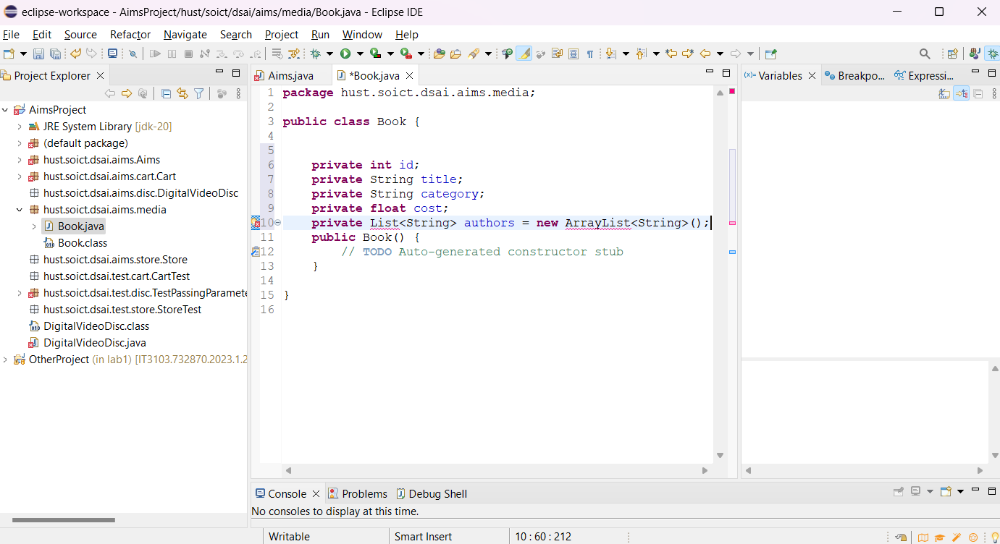 eclipse-workspace - AimsProject/hust/soict/dsai/aims/media/Book.java - Eclipse IDE
File Edit Source Refactor Navigate Search Project Run Window Help
Project Explorer
AimsProject
JRE System Library [jdk-20]
(default package)
hust.soict.dsai.aims.Aims
hust.soict.dsai.aims.cart.Cart
hust.soict.dsai.aims.disc.DigitalVideoDisc
hust.soict.dsai.aims.media
Book.java
Book.class
hust.soict.dsai.aims.store.Store
hust.soict.dsai.test.cart.CartTest
hust.soict.dsai.test.disc.TestPassingParamete
hust.soict.dsai.test.store.StoreTest
DigitalVideoDisc.class
DigitalVideoDisc.java
OtherProject (in lab1) [IT3103.732870.2023.1.2
Aims.java *Book.java
1 package hust.soict.dsai.aims.media;
2
3 public class Book {
4
5
6 private int id;
7 private String title;
8 private String category;
9 private float cost;
10 private List<String> authors = new ArrayList<String>();
11 public Book() {
12 // TODO Auto-generated constructor stub
13 }
14
15 }
16
(x)= Variables Breakpo... Expressi...
Console Problems Debug Shell
No consoles to display at this time.
Writable Smart Insert 10 : 60 : 212